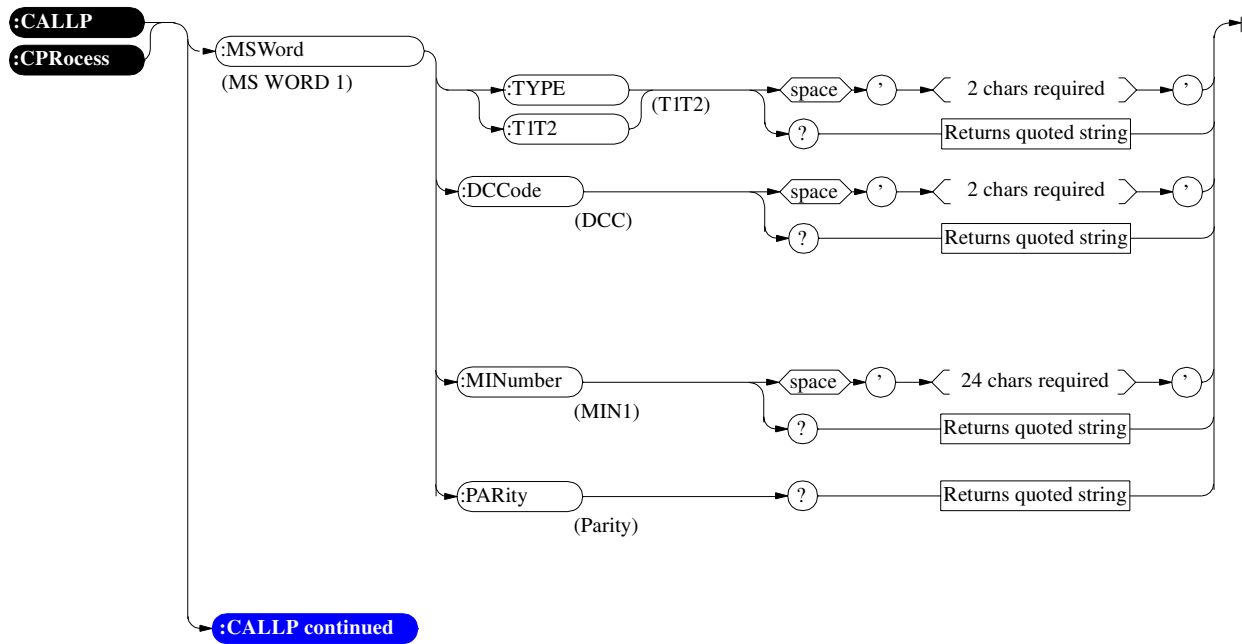 :CALLP
:CPRocess
:MSWord
(MS WORD 1)
:TYPE
:T1T2
(T1T2)
space ’ 2 chars required ’
? Returns quoted string
:DCCode
(DCC)
space ’ 2 chars required ’
? Returns quoted string
:MINumber
(MIN1)
space ’ 24 chars required ’
? Returns quoted string
:PARity
(Parity)
? Returns quoted string
:CALLP continued